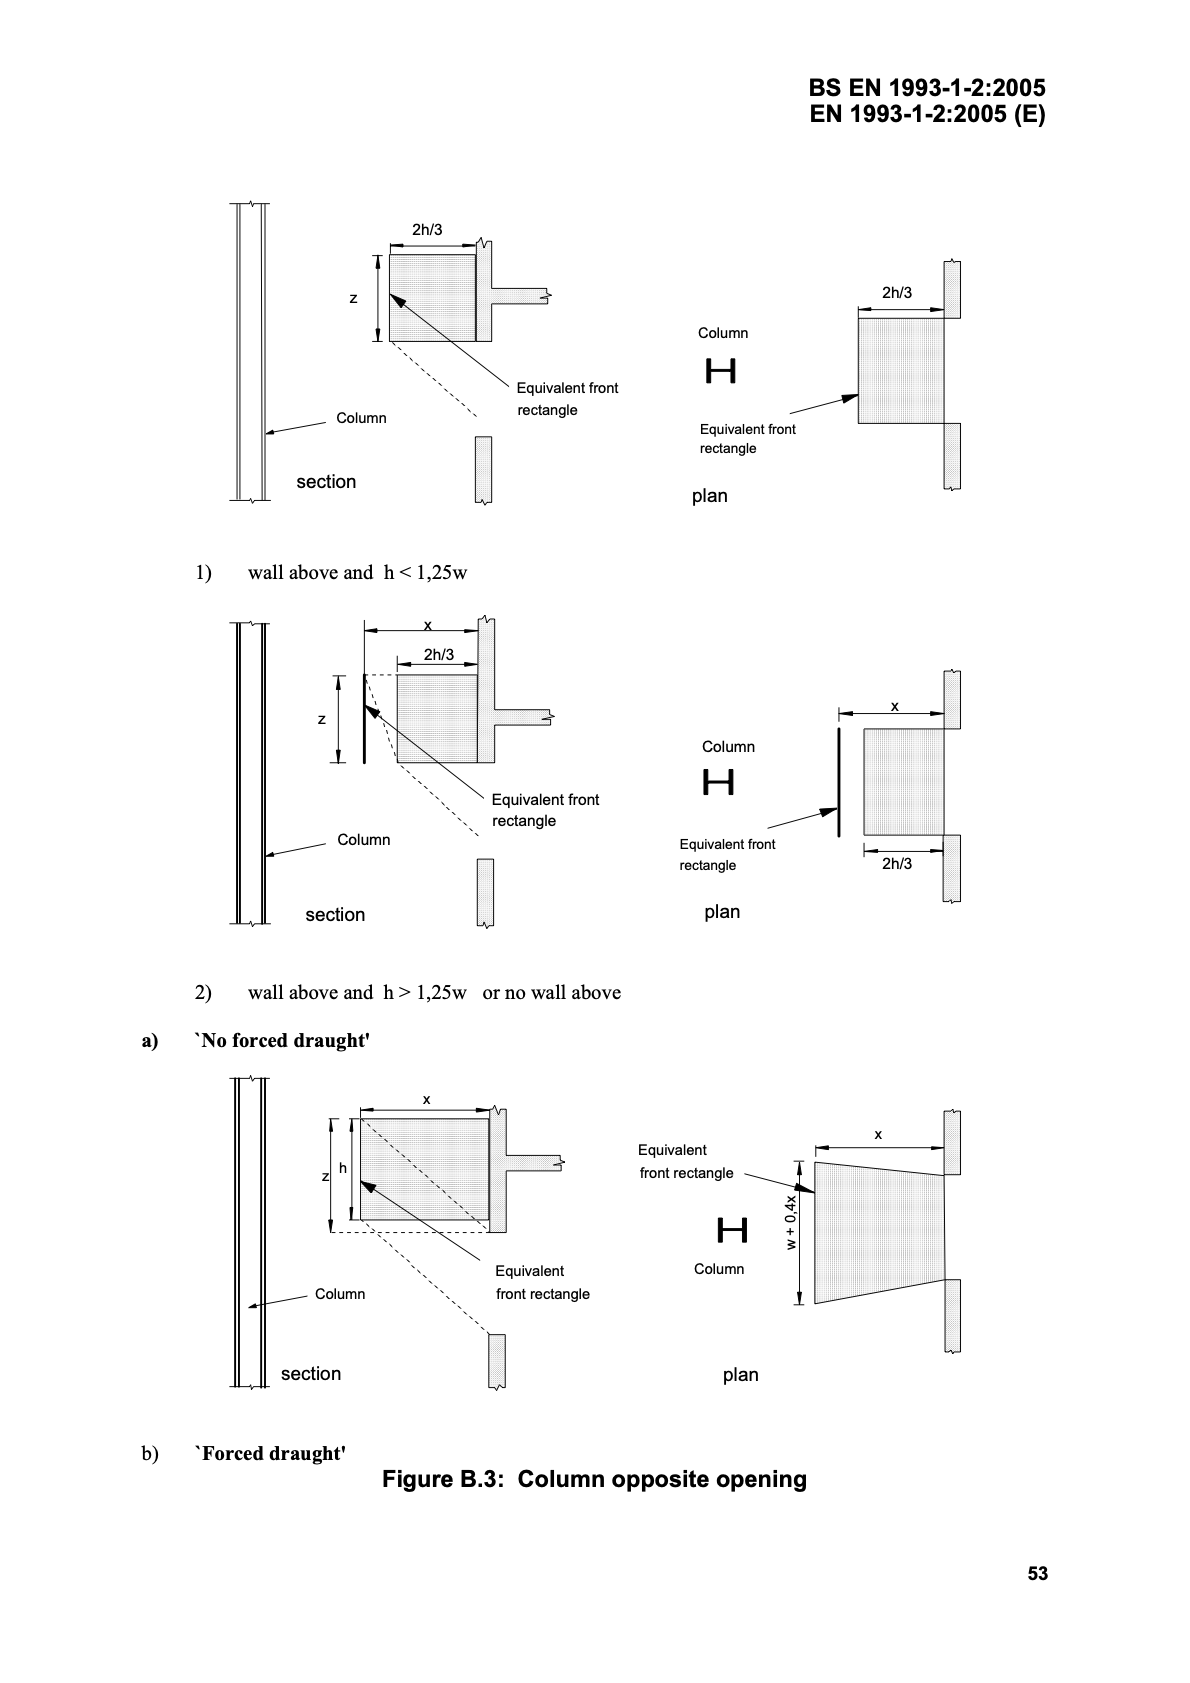 BS EN 1993-1-2:2005
EN 1993-1-2:2005 (E)
2h/3
z
Equivalent front
rectangle
Column
section
2h/3
Column
Equivalent front
rectangle
plan
1) wall above and h < 1,25w
x
2h/3
z
Equivalent front
rectangle
Column
section
x
Column
Equivalent front
rectangle
2h/3
plan
2) wall above and h > 1,25w or no wall above
a) `No forced draught'
x
z
h
Equivalent
front rectangle
Column
section
Equivalent
front rectangle
x
w + 0,4x
Column
plan
b) `Forced draught'
Figure B.3: Column opposite opening
53